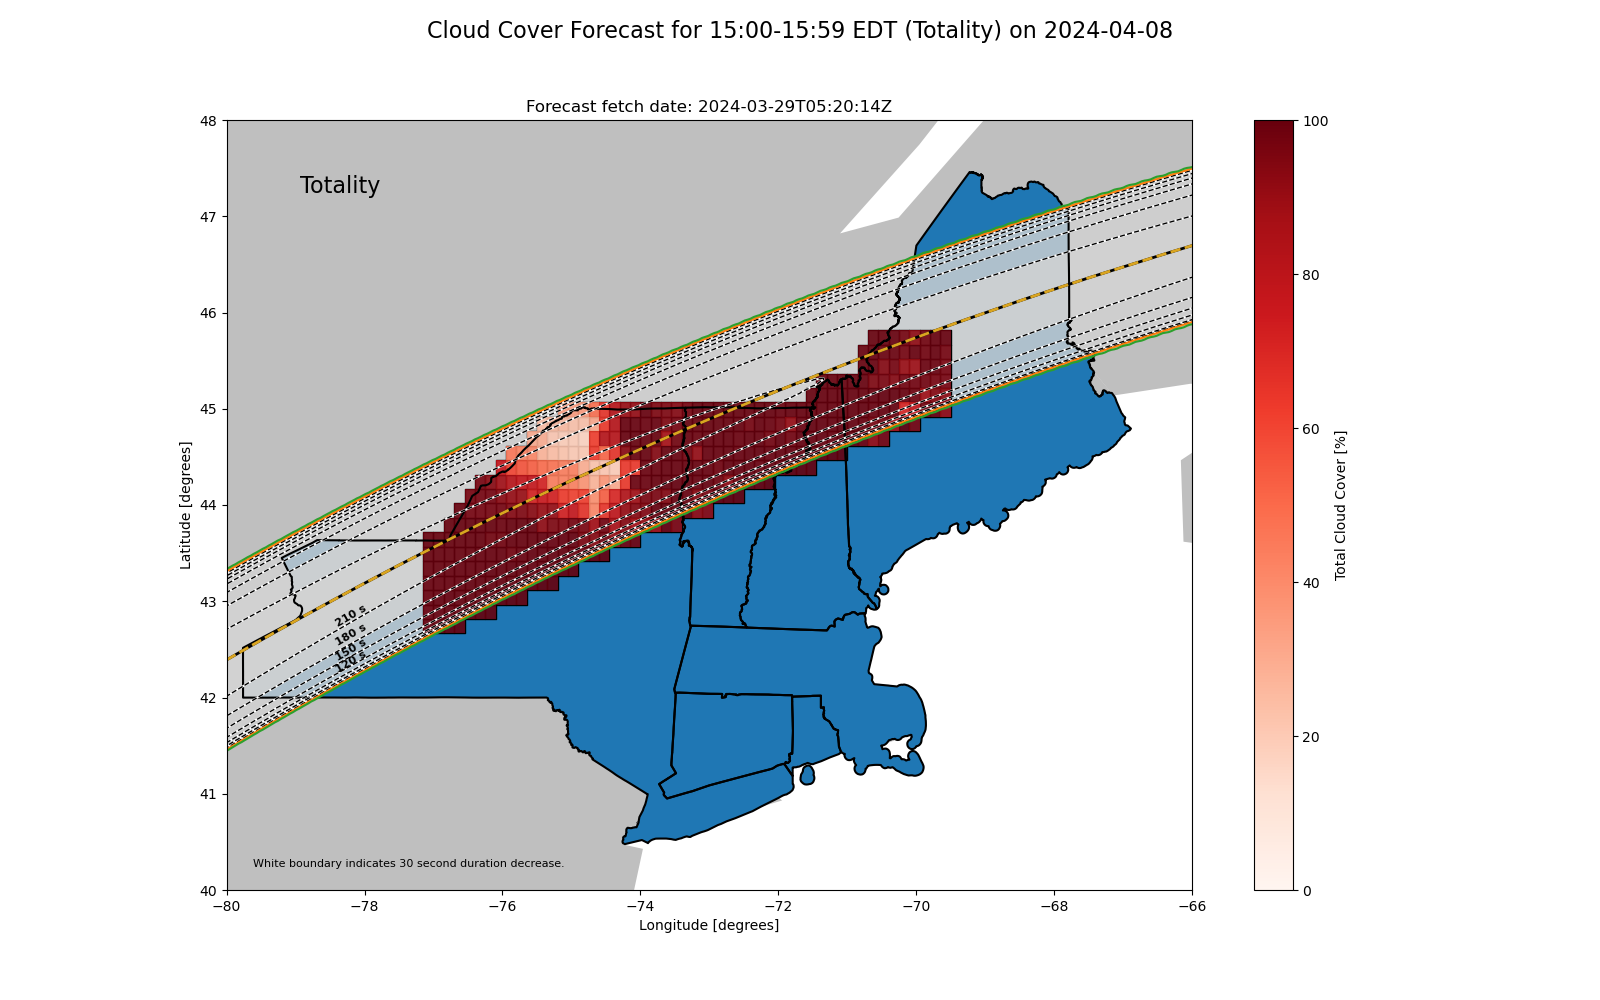 Cloud Cover Forecast for 15:00-15:59 EDT (Totality) on 2024-04-08
Forecast fetch date: 2024-03-29T05:20:14Z
Totality
210 s
180 s
150 s
120 s
White boundary indicates 30 second duration decrease.
48
47
46
45
44
43
42
41
40
Latitude [degrees]
−80 −78 −76 −74 −72 −70 −68 −66
Longitude [degrees]
100
80
60
40
20
0
Total Cloud Cover [%]